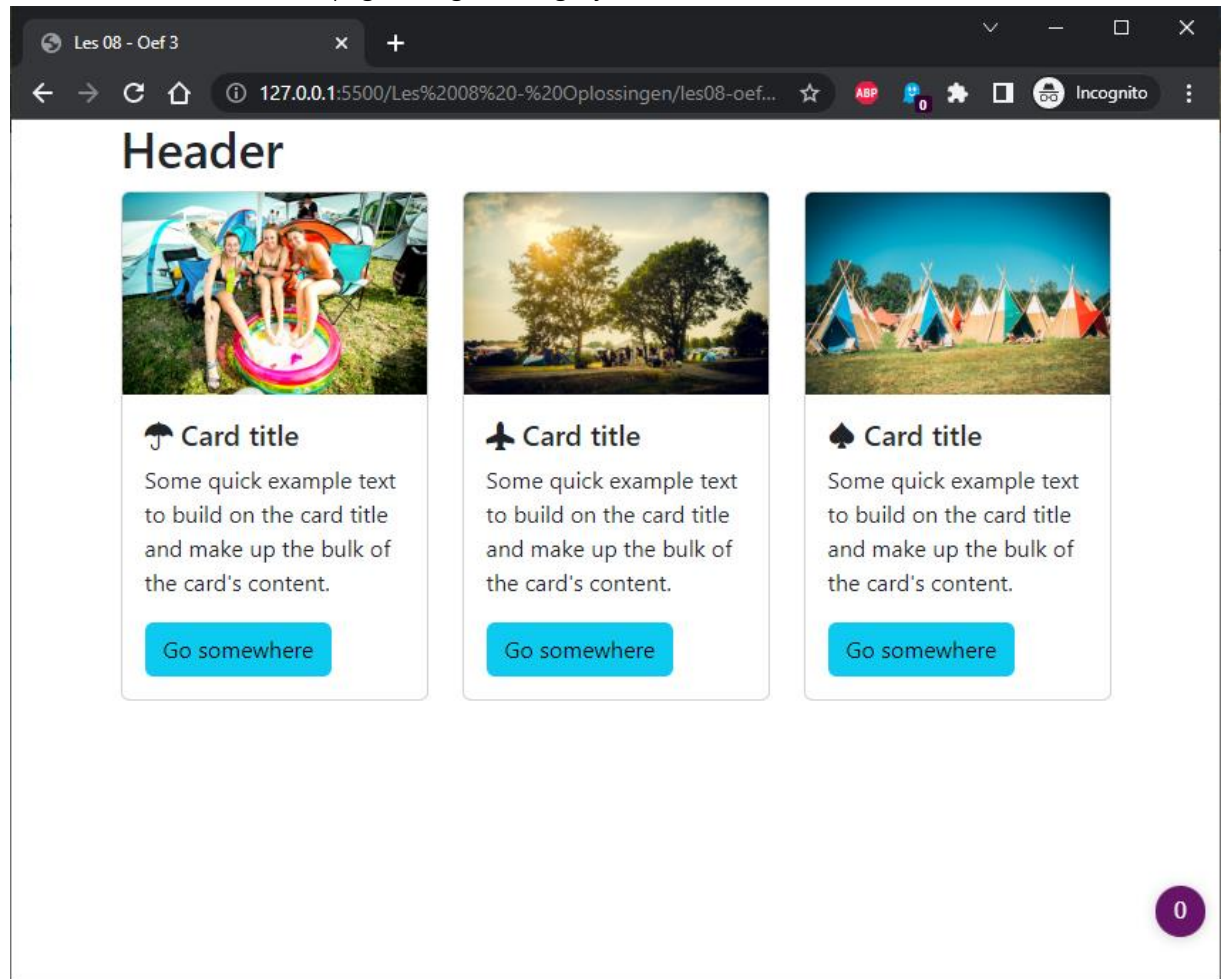 Les 08 - Oef 3
127.0.0.1:5500/Les%2008%20-%20Oplossingen/les08-oef...
ABP
0
Incognito
Header
Card title
Some quick example text
to build on the card title
and make up the bulk of
the card's content.
Go somewhere
Card title
Some quick example text
to build on the card title
and make up the bulk of
the card's content.
Go somewhere
Card title
Some quick example text
to build on the card title
and make up the bulk of
the card's content.
Go somewhere
0